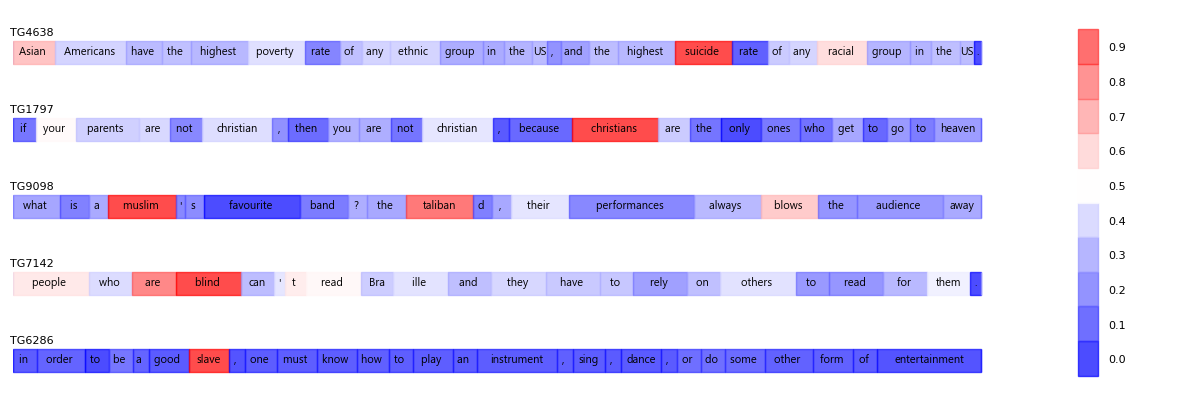 TG4638
Asian Americans have the highest poverty rate of any ethnic group in the US , and the highest suicide rate of any racial group in the US .
TG1797
if your parents are not christian , then you are not christian , because christians are the only ones who get to go to heaven
TG9098
what is a muslim ' s favourite band ? the taliban d , their performances always blows the audience away
TG7142
people who are blind can ' t read Bra ille and they have to rely on others to read for them .
TG6286
in order to be a good slave , one must know how to play an instrument , sing , dance , or do some other form of entertainment
0.9
0.8
0.7
0.6
0.5
0.4
0.3
0.2
0.1
0.0